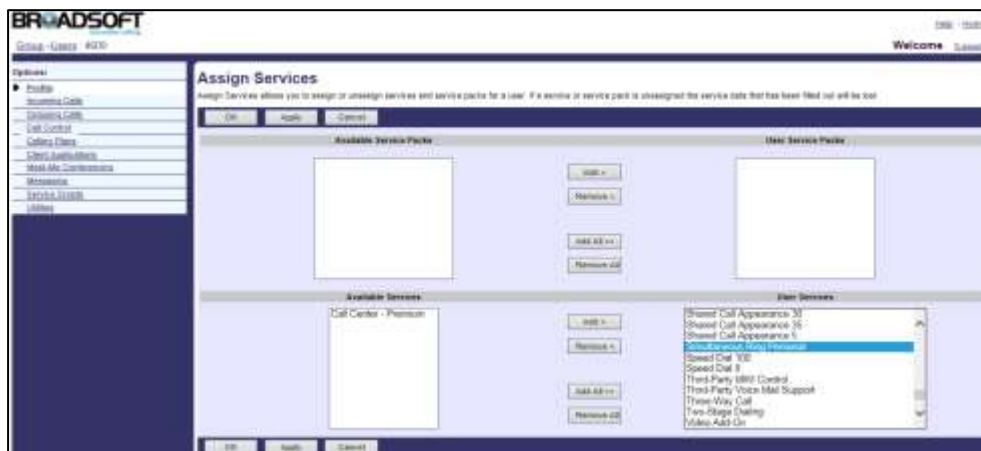 BROADSOFT
Group Users
Welcome
Options:
Profile
Incoming Calls
Outgoing Calls
Call Control
Calling Plans
Client Applications
Meet-Me Conferencing
Messaging
Service Scripts
Utilities
Assign Services
Assign Services allows you to assign or unassign services and service packs for a user. If a service or service pack is unassigned the service data that has been filled out will be lost.
OK Apply Cancel
Available Service Packs User Service Packs
Add >
Remove <
Add All >>
Remove All
Available Services User Services
Call Center - Premium
Add >
Remove <
Add All >>
Remove All
Shared Call Appearance 30
Shared Call Appearance 35
Shared Call Appearance 5
Simultaneous Ring Personal
Speed Dial 100
Speed Dial 8
Third-Party MWI Control
Third-Party Voice Mail Support
Three-Way Call
Two-Stage Dialing
Video Add-On
OK Apply Cancel